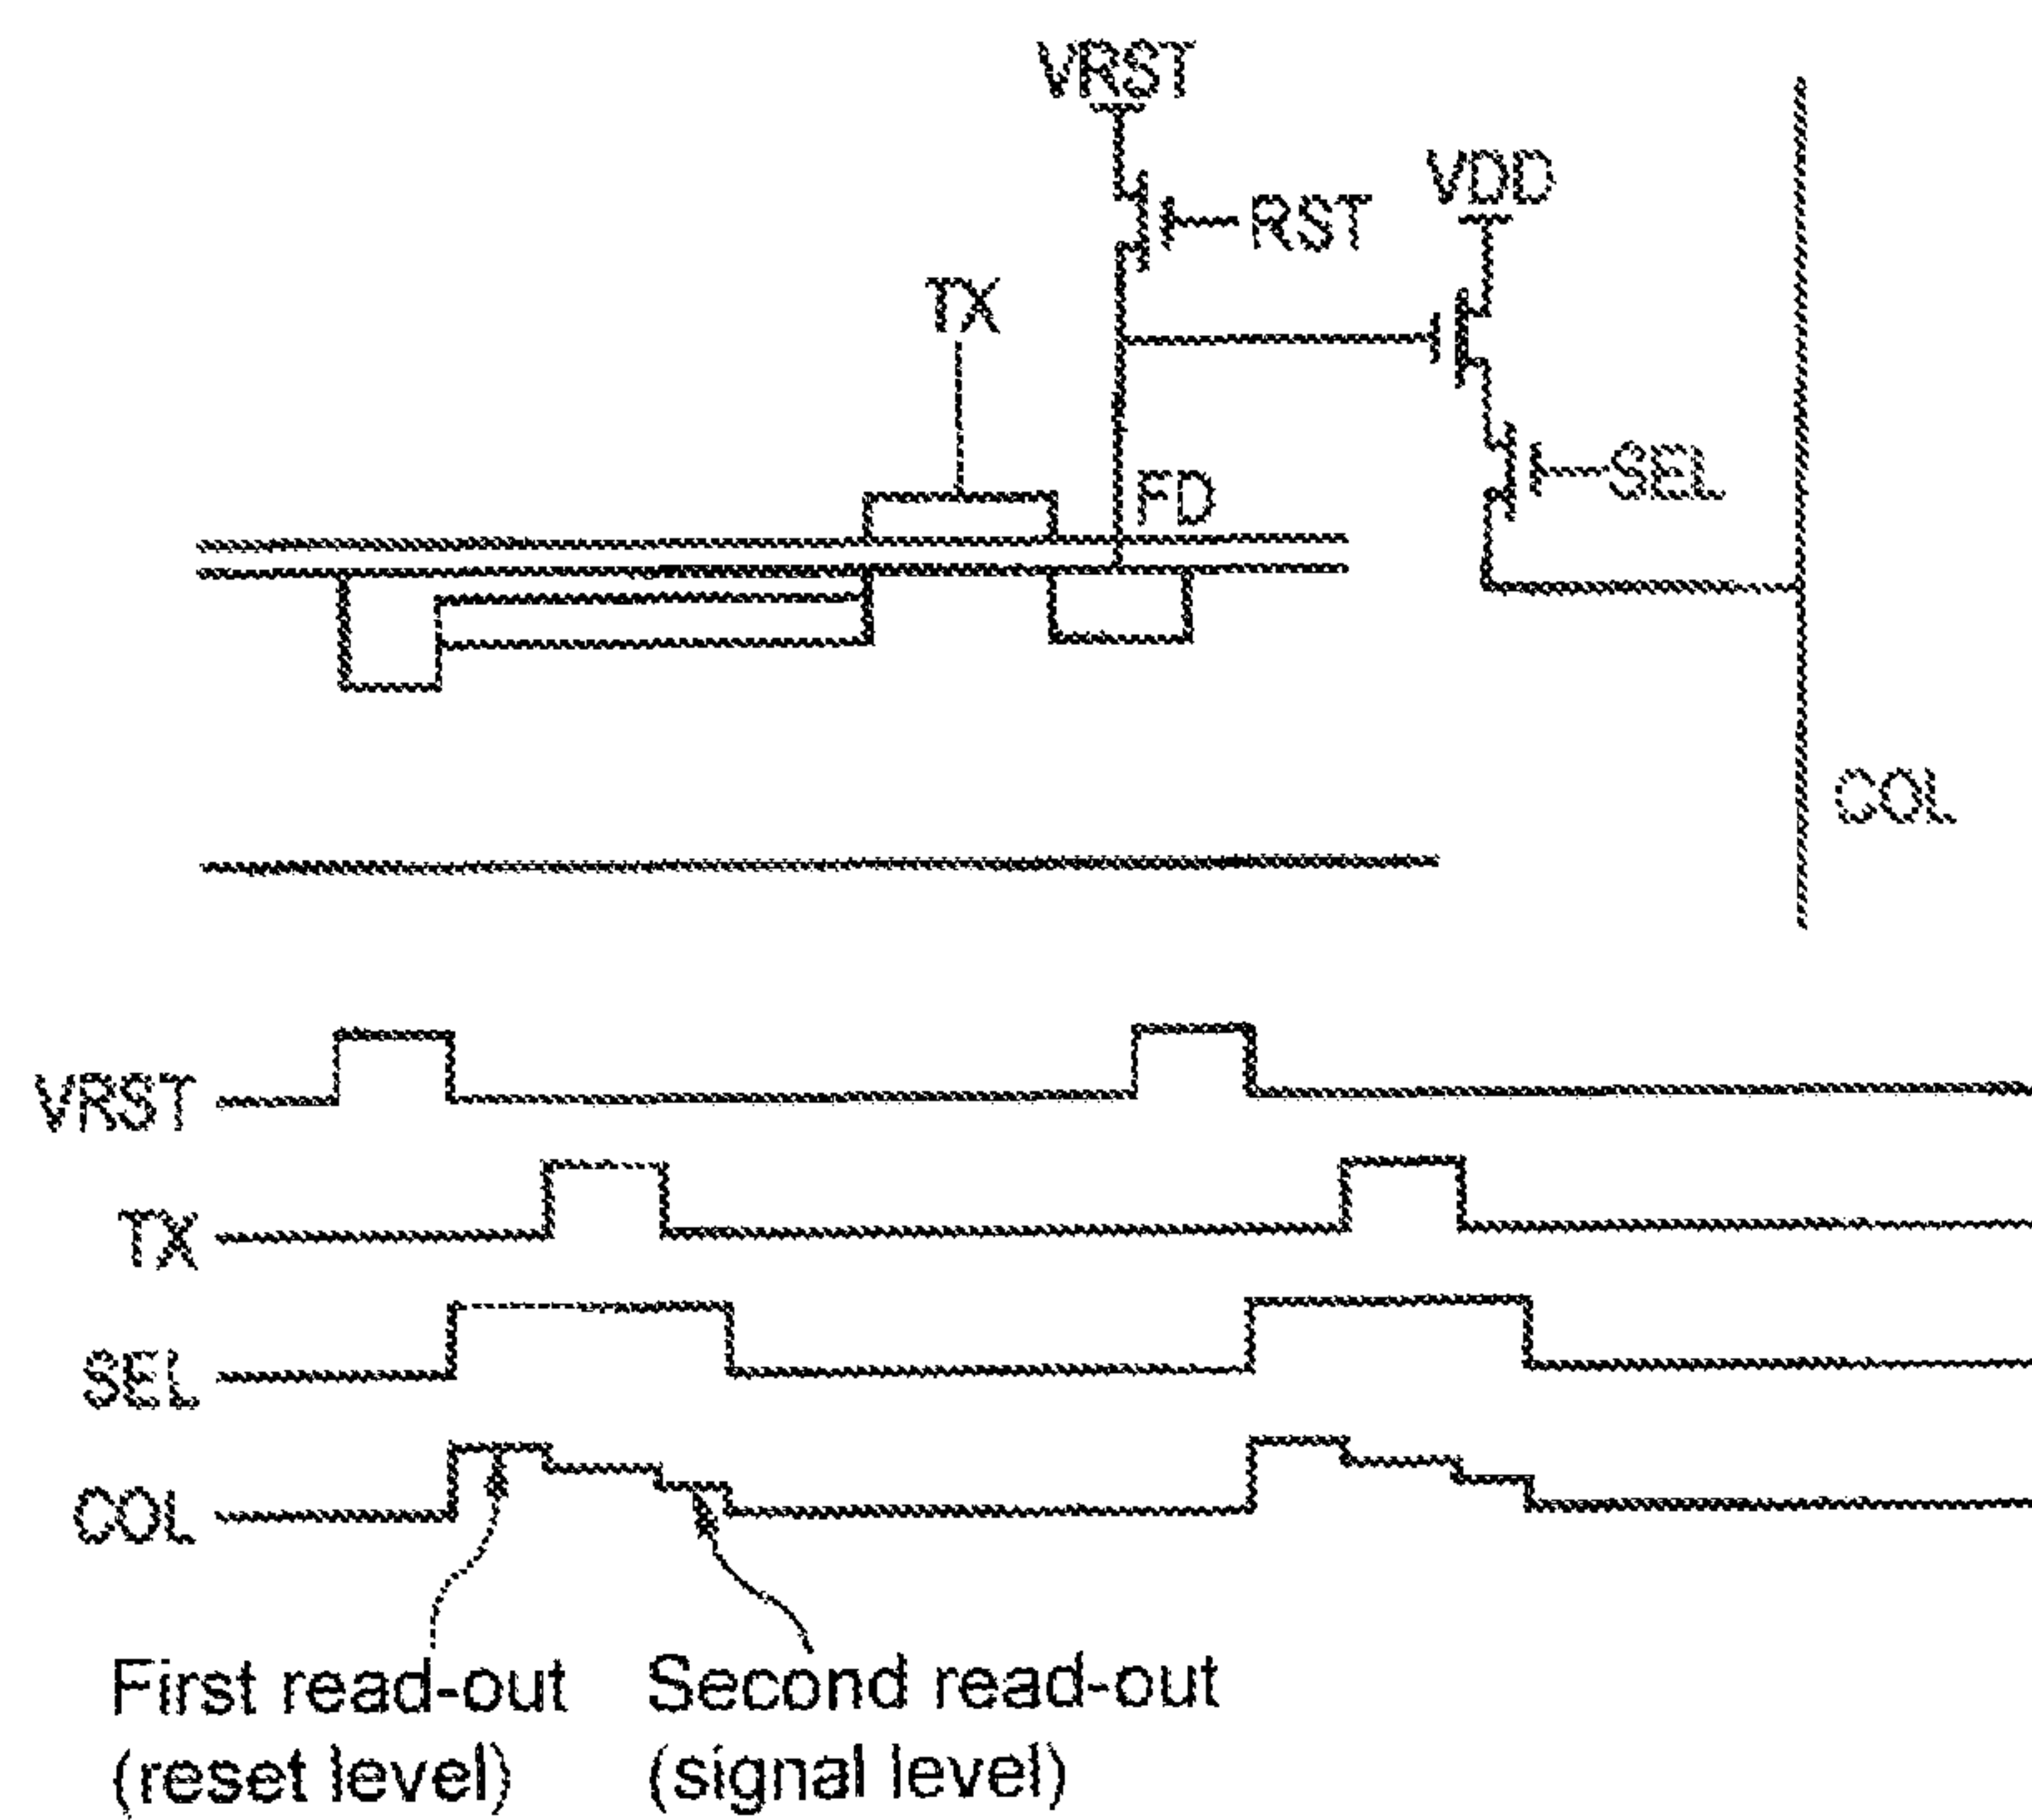 VRST
VDD
RST
TX
SEL
FD
COL
VRST
TX
SEL
COL
First read-out
(reset level)
Second read-out
(signal level)